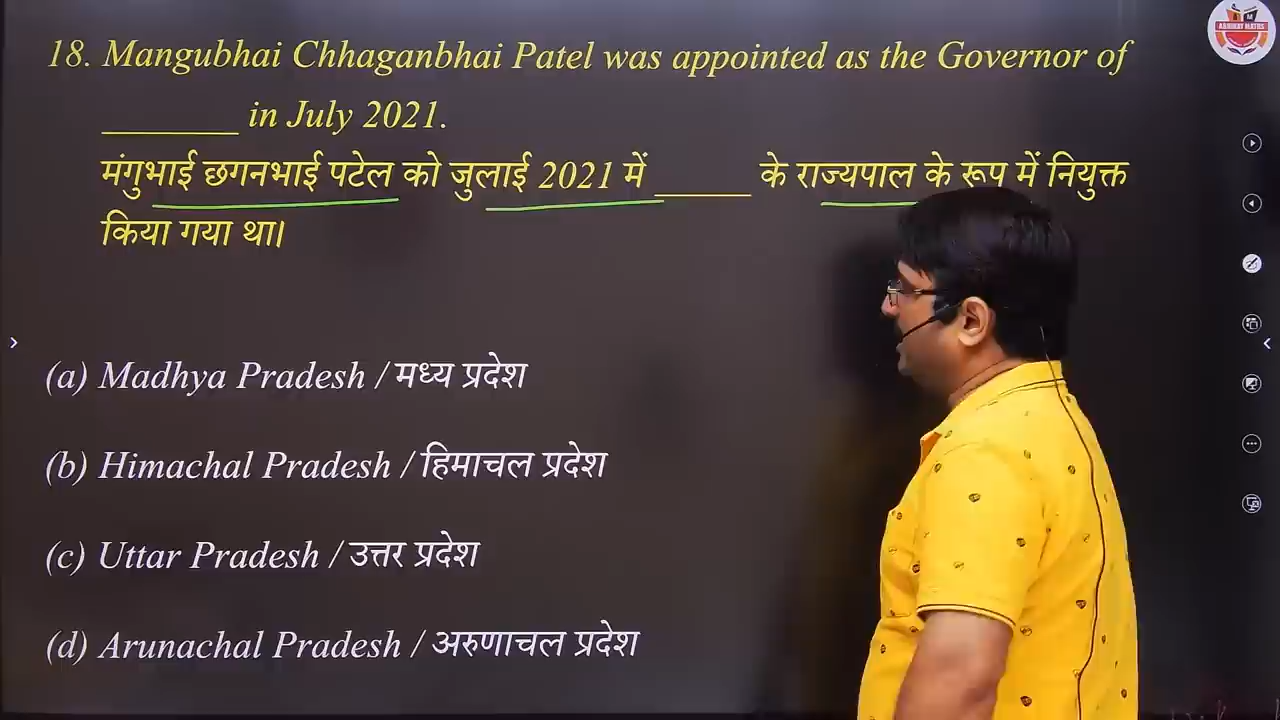 ABHINAY MATHS
18. Mangubhai Chhaganbhai Patel was appointed as the Governor of
________ in July 2021.
मंगुभाई छगनभाई पटेल को जुलाई 2021 में ______ के राज्यपाल के रूप में नियुक्त
किया गया था।
(a) Madhya Pradesh / मध्य प्रदेश
(b) Himachal Pradesh / हिमाचल प्रदेश
(c) Uttar Pradesh / उत्तर प्रदेश
(d) Arunachal Pradesh / अरुणाचल प्रदेश